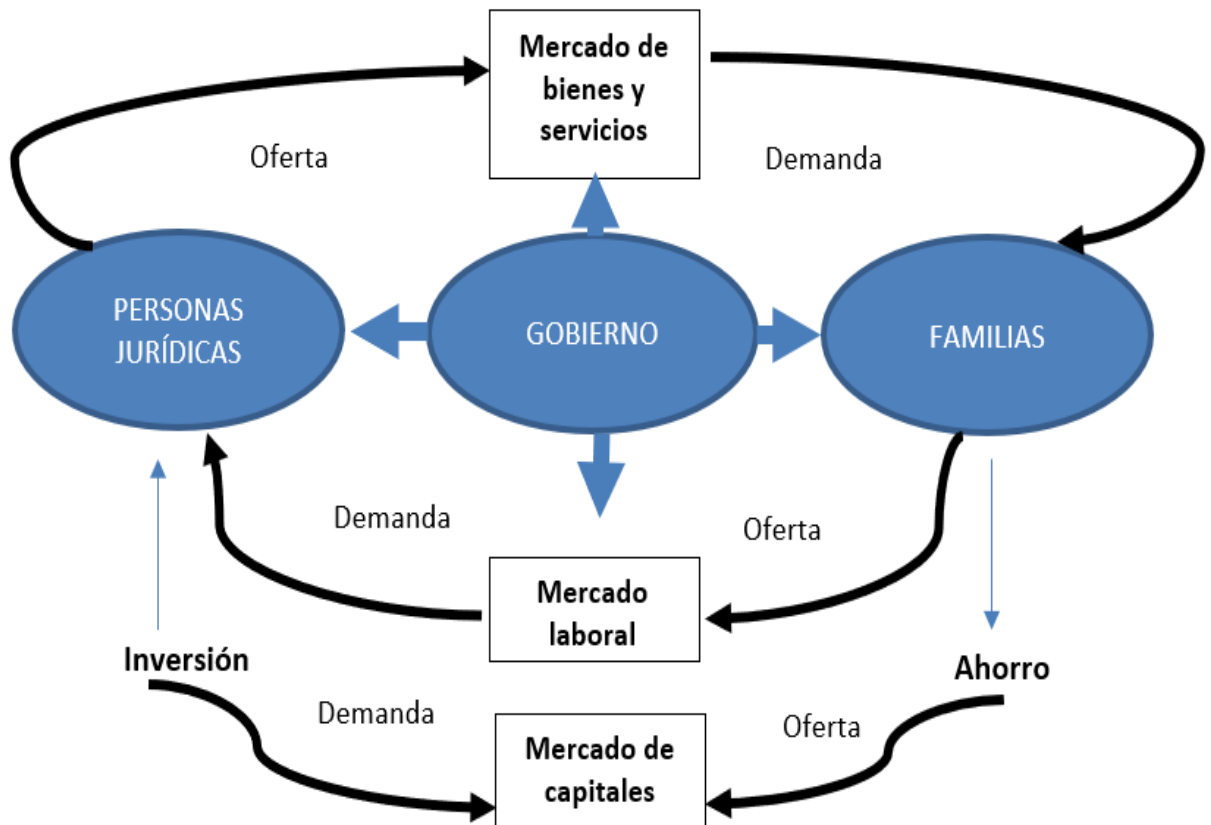 Mercado de
bienes y
servicios
Oferta
Demanda
PERSONAS
JURÍDICAS
GOBIERNO
FAMILIAS
Demanda
Oferta
Mercado
laboral
Inversión
Ahorro
Demanda
Oferta
Mercado de
capitales